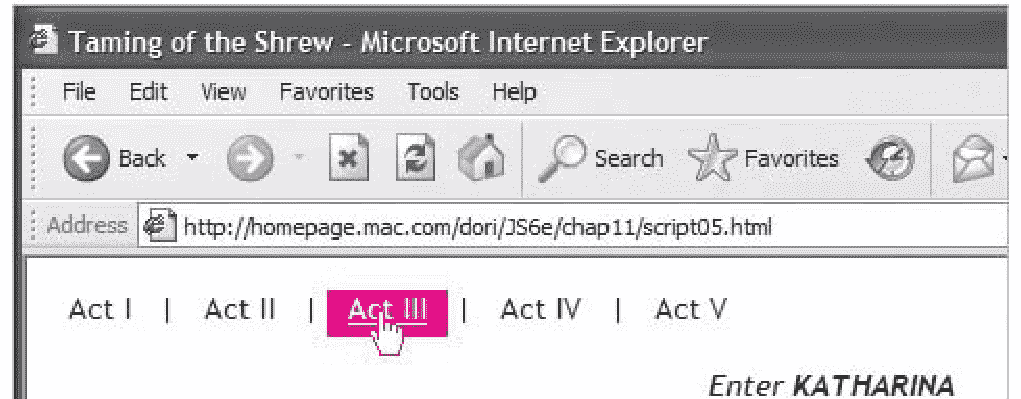 Taming of the Shrew - Microsoft Internet Explorer
File Edit View Favorites Tools Help
Back Search Favorites
Address http://homepage.mac.com/dori/JS6e/chap11/script05.html
Act I | Act II | Act III | Act IV | Act V
Enter KATHARINA